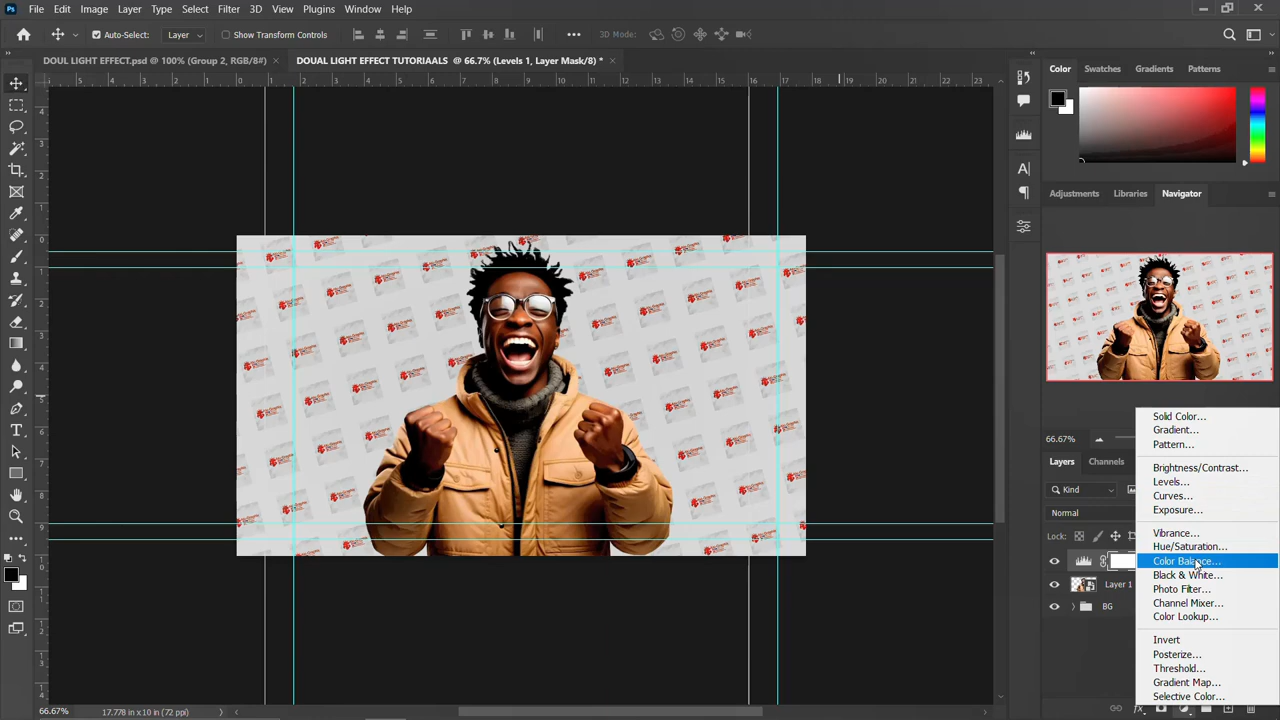 Ps File Edit Image Layer Type Select Filter 3D View Plugins Window Help
Auto-Select: Layer Show Transform Controls ••• 3D Mode:
DOUL LIGHT EFFECT.psd @ 100% (Group 2, RGB/8#) × DOUAL LIGHT EFFECT TUTORIAALS @ 66.7% (Levels 1, Layer Mask/8) * ×
Color Swatches Gradients Patterns
Adjustments Libraries Navigator
66.67%
Layers Channels
Kind
Normal
Lock:
Layer 1
BG
Solid Color...
Gradient...
Pattern...
Brightness/Contrast...
Levels...
Curves...
Exposure...
Vibrance...
Hue/Saturation...
Color Balance...
Black & White...
Photo Filter...
Channel Mixer...
Color Lookup...
Invert
Posterize...
Threshold...
Gradient Map...
Selective Color...
66.67% 17.778 in x 10 in (72 ppi)